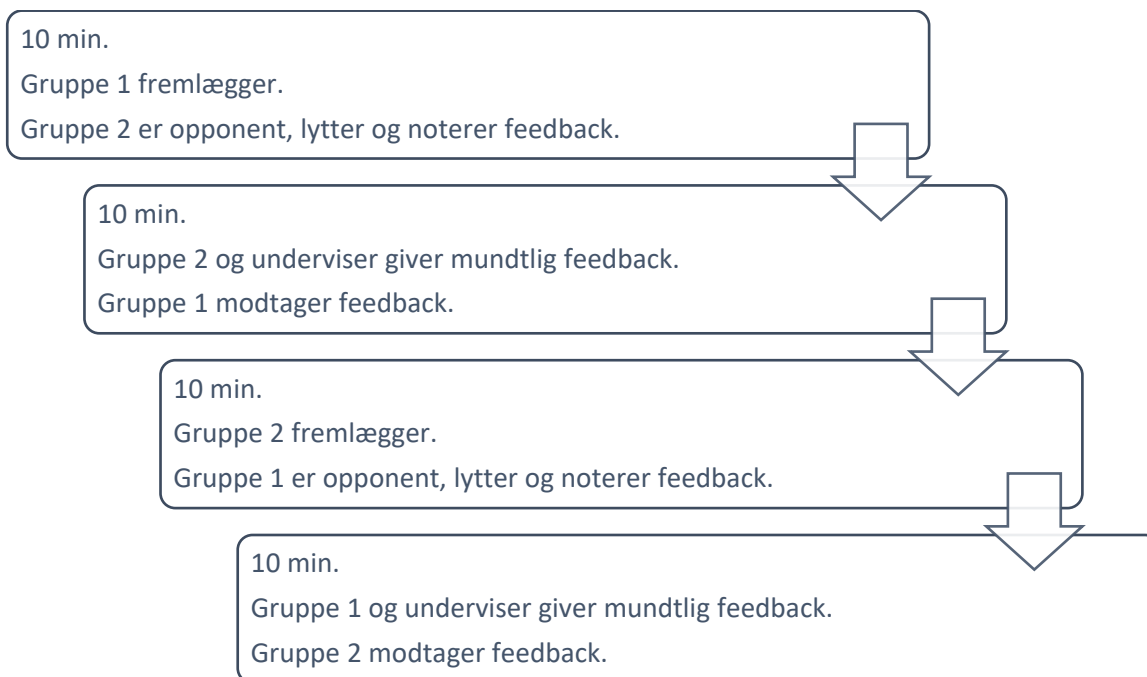 10 min.
Gruppe 1 fremlægger.
Gruppe 2 er opponent, lytter og noterer feedback.
10 min.
Gruppe 2 og underviser giver mundtlig feedback.
Gruppe 1 modtager feedback.
10 min.
Gruppe 2 fremlægger.
Gruppe 1 er opponent, lytter og noterer feedback.
10 min.
Gruppe 1 og underviser giver mundtlig feedback.
Gruppe 2 modtager feedback.